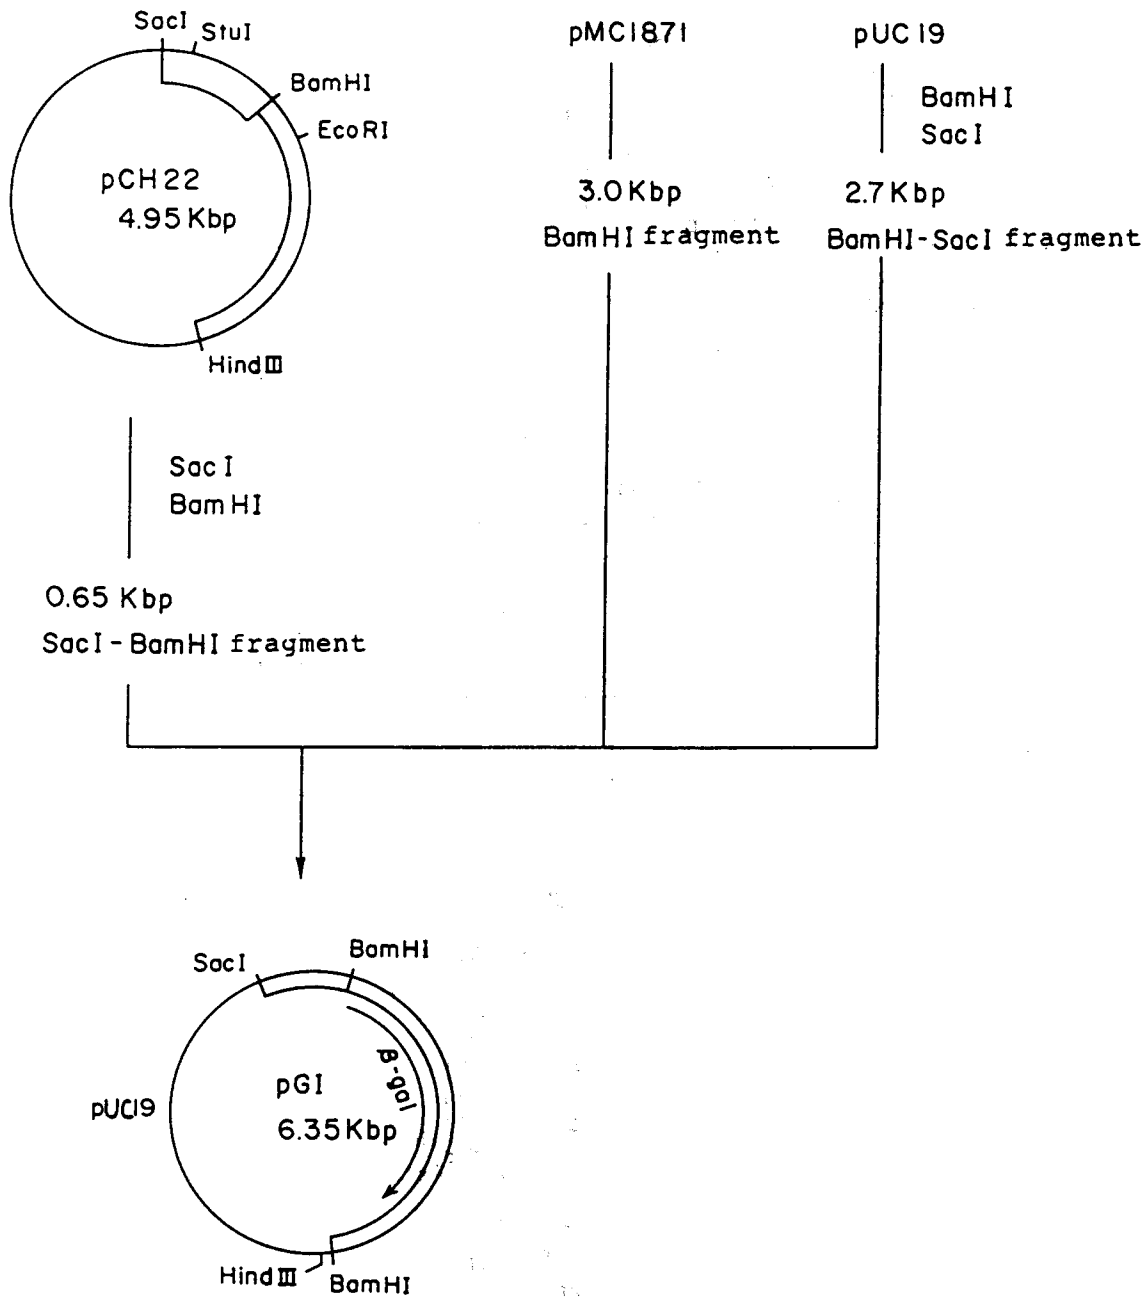 SacI
StuI
BamHI
EcoRI
pCH22
4.95 Kbp
HindⅢ
SacI
BamHI
0.65 Kbp
SacI-BamHI fragment
pMC1871
3.0 Kbp
BamHI fragment
pUC19
BamHI
SacI
2.7 Kbp
BamHI-SacI fragment
SacI
BamHI
β-gal
pGI
6.35 Kbp
pUC19
HindⅢ
BamHI